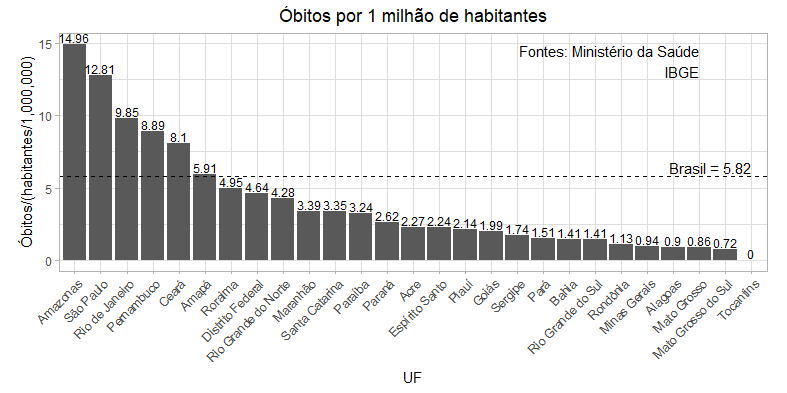 Óbitos por 1 milhão de habitantes
Fontes: Ministério da Saúde
IBGE
Brasil = 5.82
Óbitos/(habitantes/1,000,000)
15
10
5
0
14.96
12.81
9.85
8.89
8.1
5.91
4.95
4.64
4.28
3.39
3.35
3.24
2.62
2.27
2.24
2.14
1.99
1.74
1.51
1.41
1.41
1.13
0.94
0.9
0.86
0.72
0
Amazonas
São Paulo
Rio de Janeiro
Pernambuco
Ceará
Amapá
Roraima
Distrito Federal
Rio Grande do Norte
Maranhão
Santa Catarina
Paraíba
Paraná
Acre
Espírito Santo
Piauí
Goiás
Sergipe
Pará
Bahia
Rio Grande do Sul
Rondônia
Minas Gerais
Alagoas
Mato Grosso
Mato Grosso do Sul
Tocantins
UF